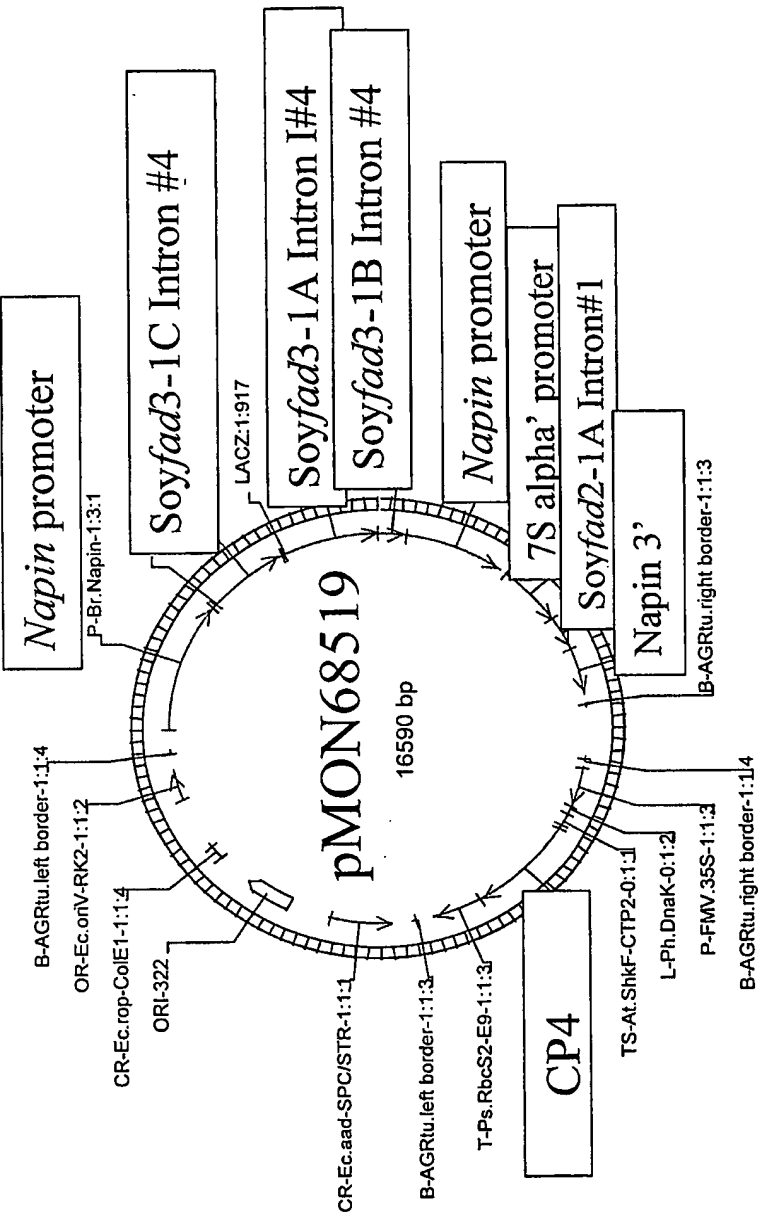 Napin promoter
P-Br.Napin-1:3:1
Soyfad3-1C Intron #4
LACZ:1:917
Soyfad3-1A Intron I#4
Soyfad3-1B Intron #4
Napin promoter
7S alpha' promoter
Soyfad2-1A Intron#1
Napin 3'
B-AGRtu.right border-1:1:3
B-AGRtu.left border-1:1:4
OR-Ec.oriV-RK2-1:1:2
CR-Ec.rop-ColE1-1:1:4
ORI-322
pMON68519
16590 bp
CR-Ec.aad-SPC/STR-1:1:1
B-AGRtu.left border-1:1:3
T-Ps.RbcS2-E9-1:1:3
CP4
TS-At.ShkF-CTP2-0:1:1
L-Ph.DnaK-0:1:2
P-FMV.35S-1:1:3
B-AGRtu.right border-1:1:4